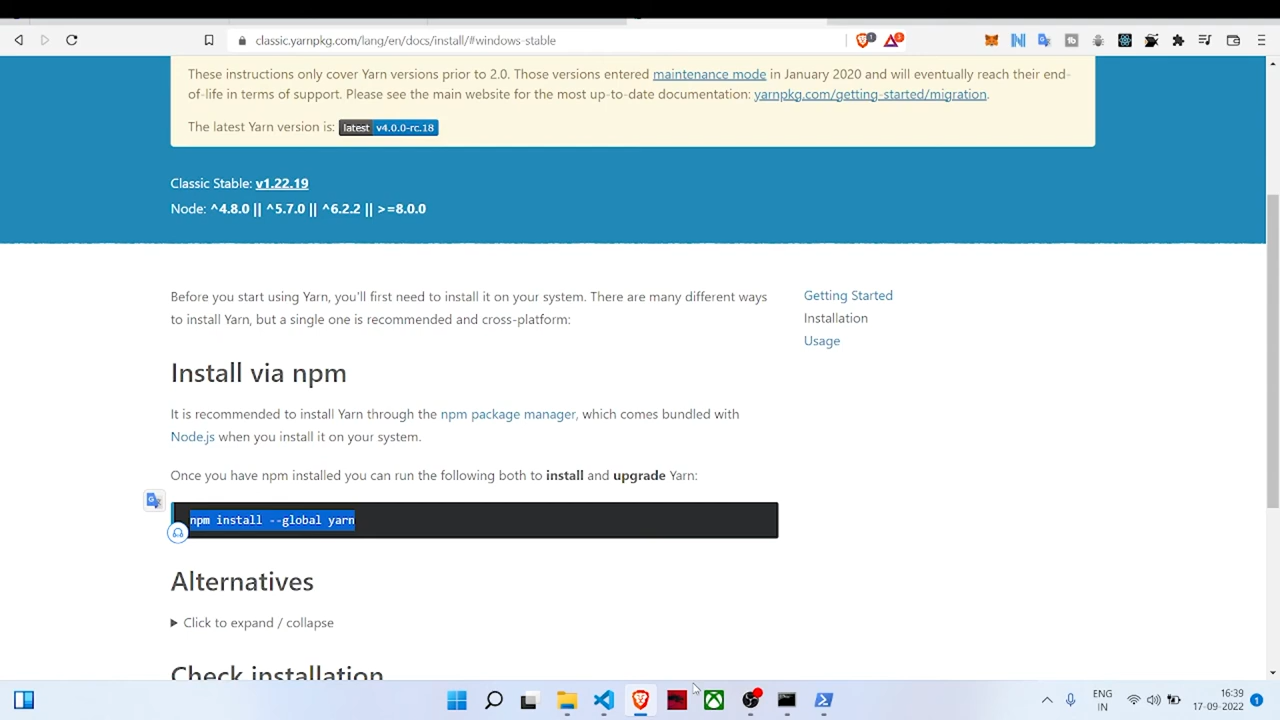 classic.yarnpkg.com/lang/en/docs/install/#windows-stable
These instructions only cover Yarn versions prior to 2.0. Those versions entered maintenance mode in January 2020 and will eventually reach their end-
of-life in terms of support. Please see the main website for the most up-to-date documentation: yarnpkg.com/getting-started/migration.
The latest Yarn version is: latest v4.0.0-rc.18
Classic Stable: v1.22.19
Node: ^4.8.0 || ^5.7.0 || ^6.2.2 || >=8.0.0
Before you start using Yarn, you'll first need to install it on your system. There are many different ways
to install Yarn, but a single one is recommended and cross-platform:
Getting Started
Installation
Usage
Install via npm
It is recommended to install Yarn through the npm package manager, which comes bundled with
Node.js when you install it on your system.
Once you have npm installed you can run the following both to install and upgrade Yarn:
npm install --global yarn
Alternatives
Click to expand / collapse
Check installation
ENG
IN
16:39
17-09-2022
1